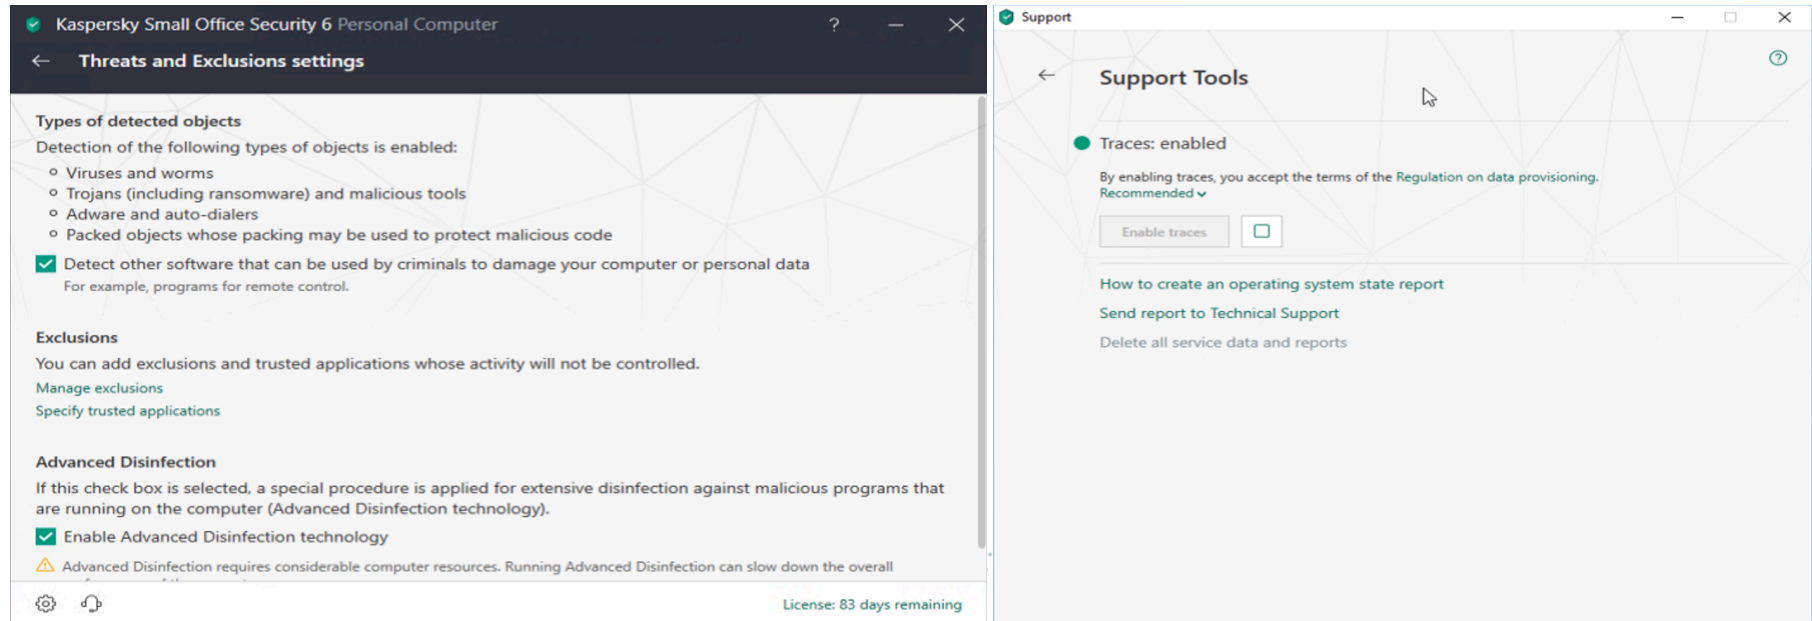 Kaspersky Small Office Security 6 Personal Computer
?
Threats and Exclusions settings
Types of detected objects
Detection of the following types of objects is enabled:
Viruses and worms
Trojans (including ransomware) and malicious tools
Adware and auto-dialers
Packed objects whose packing may be used to protect malicious code
Detect other software that can be used by criminals to damage your computer or personal data
For example, programs for remote control.
Exclusions
You can add exclusions and trusted applications whose activity will not be controlled.
Manage exclusions
Specify trusted applications
Advanced Disinfection
If this check box is selected, a special procedure is applied for extensive disinfection against malicious programs that
are running on the computer (Advanced Disinfection technology).
Enable Advanced Disinfection technology
Advanced Disinfection requires considerable computer resources. Running Advanced Disinfection can slow down the overall
License: 83 days remaining
Support
?
Support Tools
Traces: enabled
By enabling traces, you accept the terms of the Regulation on data provisioning.
Recommended
Enable traces
How to create an operating system state report
Send report to Technical Support
Delete all service data and reports